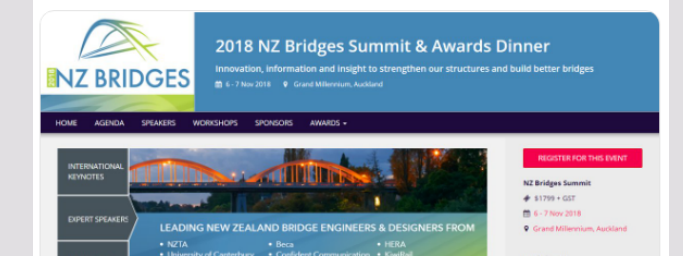 2018 NZ BRIDGES
2018 NZ Bridges Summit & Awards Dinner
Innovation, information and insight to strengthen our structures and build better bridges
6 - 7 Nov 2018 Grand Millennium, Auckland
HOME AGENDA SPEAKERS WORKSHOPS SPONSORS AWARDS
INTERNATIONAL
KEYNOTES
EXPERT SPEAKERS
LEADING NEW ZEALAND BRIDGE ENGINEERS & DESIGNERS FROM
• NZTA • Beca • HERA
• University of Canterbury • Confident Communication • KiwiRail
REGISTER FOR THIS EVENT
NZ Bridges Summit
$1799 + GST
6 - 7 Nov 2018
Grand Millennium, Auckland